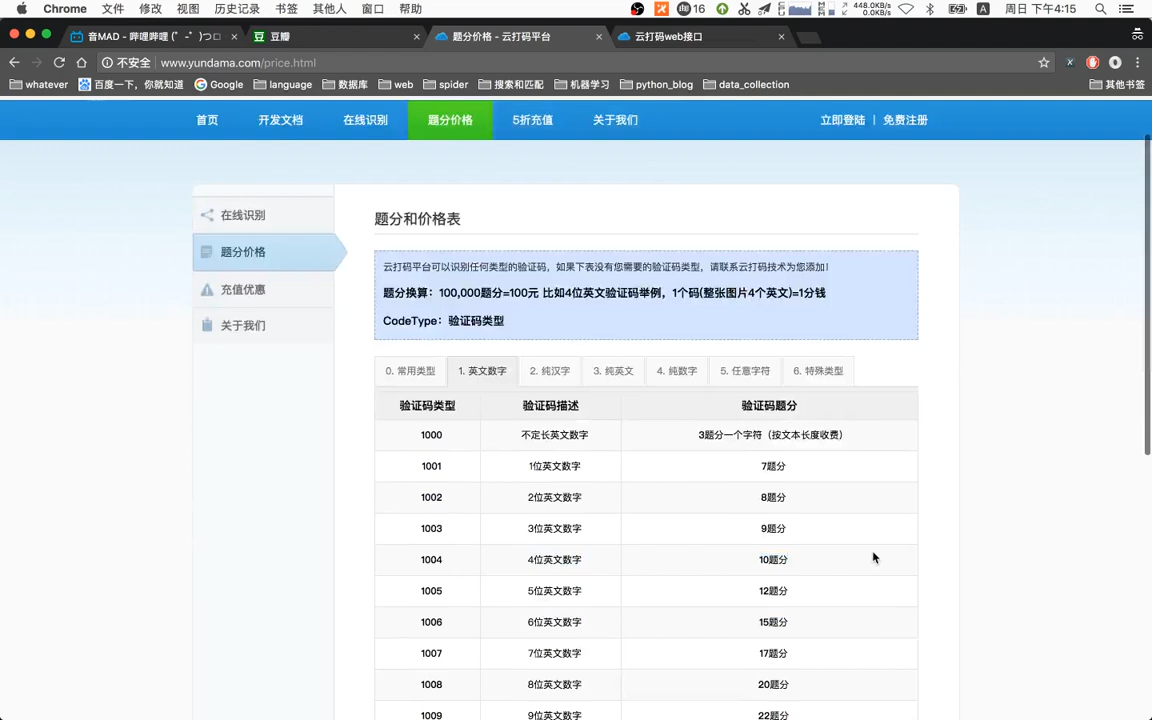 Chrome 文件 修改 视图 历史记录 书签 其他人 窗口 帮助 16 448.0KB/s 0.0KB/s A 周日 下午4:15
音MAD - 哔哩哔哩 (゜-゜)つロ × 豆 豆瓣 × 题分价格 - 云打码平台 × 云打码web接口 ×
不安全 www.yundama.com/price.html
whatever 百度一下，你就知道 Google language 数据库 web spider 搜索和匹配 机器学习 python_blog data_collection 其他书签
首页 开发文档 在线识别 题分价格 5折充值 关于我们 立即登陆 | 免费注册
在线识别
题分价格
充值优惠
关于我们
题分和价格表
云打码平台可以识别任何类型的验证码，如果下表没有您需要的验证码类型，请联系云打码技术为您添加！
题分换算：100,000题分=100元 比如4位英文验证码举例，1个码(整张图片4个英文)=1分钱
CodeType：验证码类型
0. 常用类型 1. 英文数字 2. 纯汉字 3. 纯英文 4. 纯数字 5. 任意字符 6. 特殊类型
验证码类型 验证码描述 验证码题分
1000 不定长英文数字 3题分一个字符（按文本长度收费）
1001 1位英文数字 7题分
1002 2位英文数字 8题分
1003 3位英文数字 9题分
1004 4位英文数字 10题分
1005 5位英文数字 12题分
1006 6位英文数字 15题分
1007 7位英文数字 17题分
1008 8位英文数字 20题分
1009 9位英文数字 22题分